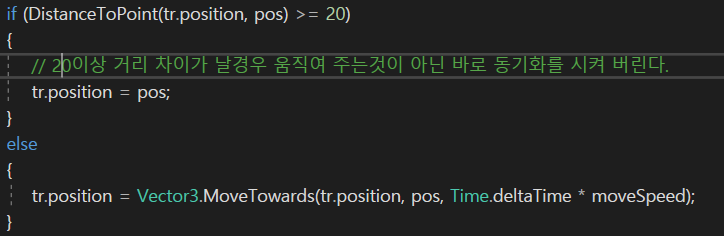 if (DistanceToPoint(tr.position, pos) >= 20)
{
// 20이상 거리 차이가 날경우 움직여 주는것이 아닌 바로 동기화를 시켜 버린다.
tr.position = pos;
}
else
{
tr.position = Vector3.MoveTowards(tr.position, pos, Time.deltaTime * moveSpeed);
}